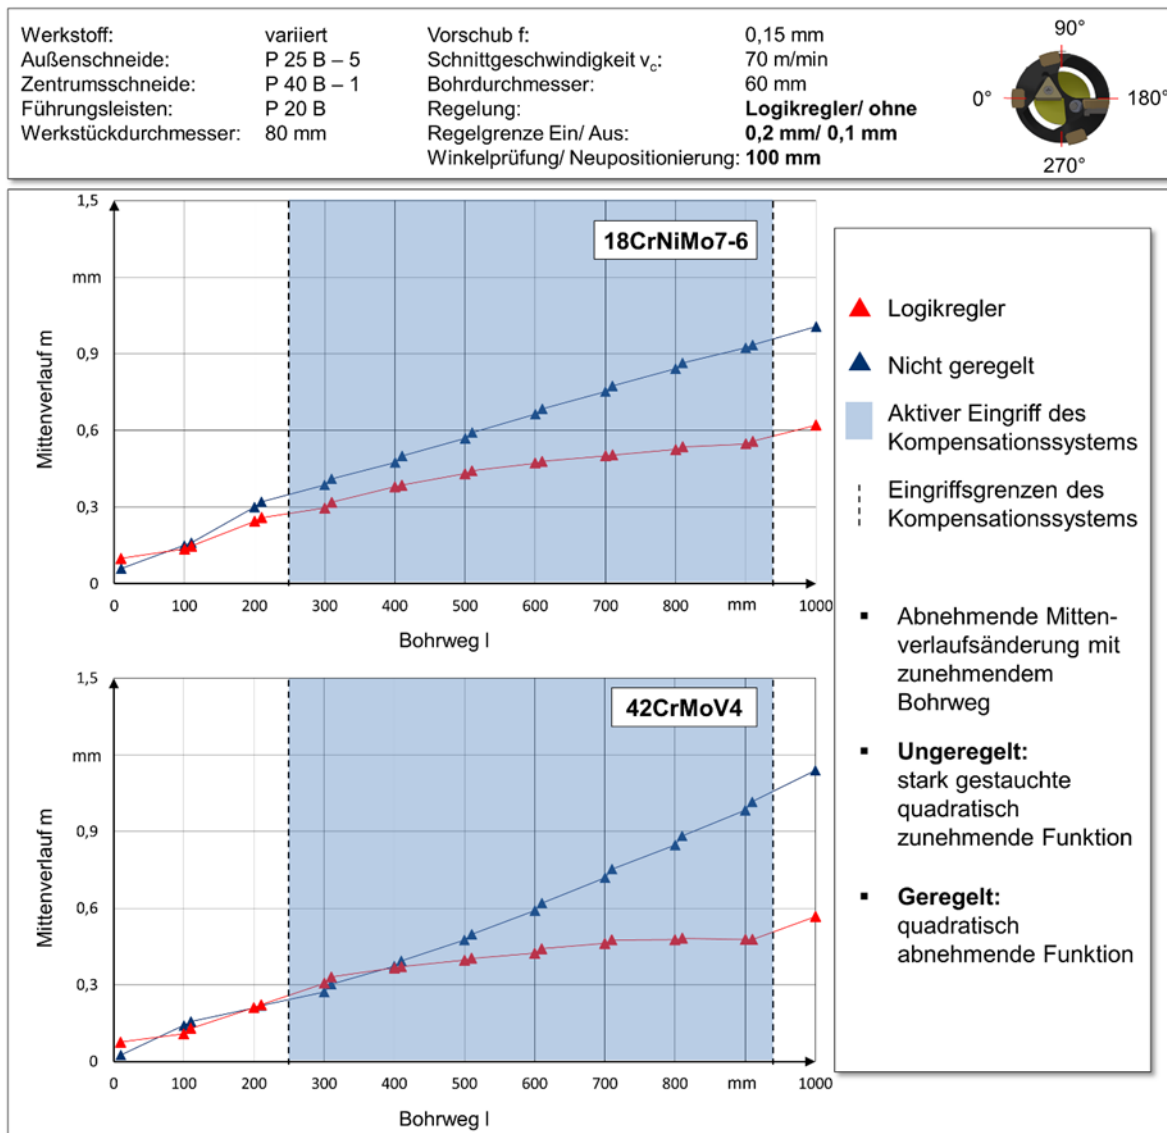 Werkstoff: variiert Vorschub f: 0,15 mm
Außenschneide: P 25 B – 5 Schnittgeschwindigkeit vc: 70 m/min
Zentrumsschneide: P 40 B – 1 Bohrdurchmesser: 60 mm
Führungsleisten: P 20 B Regelung: Logikregler/ ohne
Werkstückdurchmesser: 80 mm Regelgrenze Ein/ Aus: 0,2 mm/ 0,1 mm
Winkelprüfung/ Neupositionierung: 100 mm
90°
0° 180°
270°
1,5
mm
0,9
0,6
0,3
0
Mittenverlauf m
18CrNiMo7-6
0 100 200 300 400 500 600 700 800 mm 1000
Bohrweg l
1,5
mm
0,9
0,6
0,3
0
Mittenverlauf m
42CrMoV4
0 100 200 300 400 500 600 700 800 mm 1000
Bohrweg l
Logikregler
Nicht geregelt
Aktiver Eingriff des
Kompensationssystems
Eingriffsgrenzen des
Kompensationssystems
▪ Abnehmende Mitten-
verlaufsänderung mit
zunehmendem
Bohrweg
▪ Ungeregelt:
stark gestauchte
quadratisch
zunehmende Funktion
▪ Geregelt:
quadratisch
abnehmende Funktion